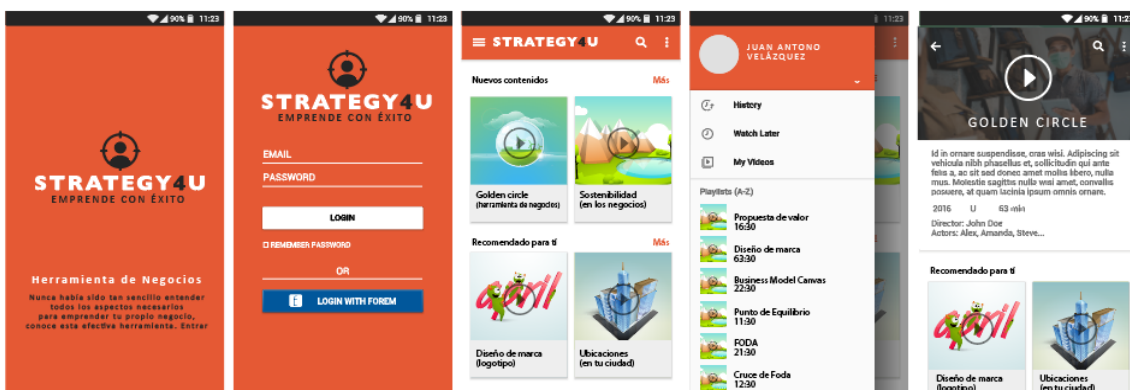 90% 11:23
STRATEGY4U
EMPRENDE CON ÉXITO
Herramienta de Negocios
Nunca había sido tan sencillo entender
todos los aspectos necesarios
para emprender tu propio negocio,
conoce esta efectiva herramienta. Entrar
90% 11:23
STRATEGY4U
EMPRENDE CON ÉXITO
EMAIL
PASSWORD
LOGIN
REMEMBER PASSWORD
OR
f LOGIN WITH FOREM
90% 11:23
STRATEGY4U
Nuevos contenidos Más
Golden circle
(herramienta de negocios)
Sostenibilidad
(en los negocios)
Recomendado para tí Más
april
Diseño de marca
(logotipo)
Ubicaciones
(en tu ciudad)
11:23
JUAN ANTONO
VELÁZQUEZ
History
Watch Later
My Videos
Playlists (A-Z)
Propuesta de valor
16:30
Diseño de marca
63:30
Business Model Canvas
22:30
Punto de Equilibrio
11:30
FODA
21:30
Cruce de Foda
12:30
90% 11:23
GOLDEN CIRCLE
Id in ornare suspendisse, cras wisi. Adipiscing sit
vehicula nibh phasellus et, sollicitudin qui ante
felis a, ac sit sed donec amet mollis libero, nulla
mus. Molestie sagittis nulla wisi amet, convallis
posuere, at quam lacinia ipsum omnis ornare.
2016 U 63 min
Director: John Doe
Actors: Alex, Amanda, Steve...
Recomendado para tí
april
Diseño de marca
(logotipo)
Ubicaciones
(en tu ciudad)